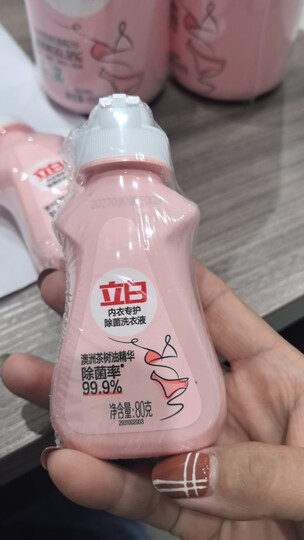 立白
内衣专护
除菌洗衣液
澳洲茶树油精华
除菌率*
99.9%
净含量:80克
2931002003